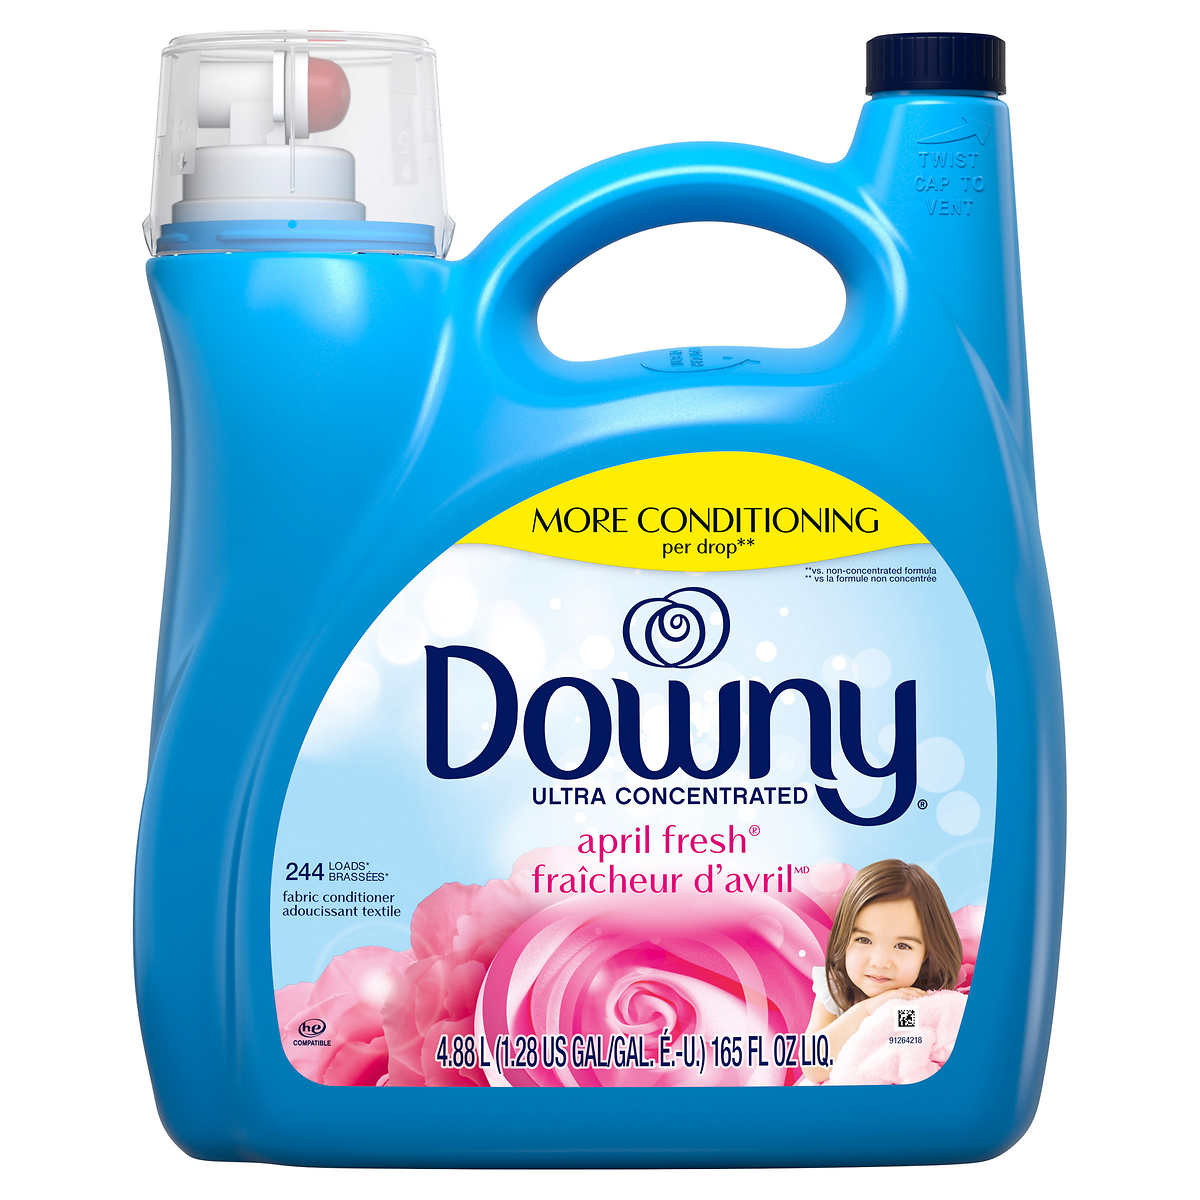 TWIST
CAP TO
VENT
MORE CONDITIONING
per drop**
**vs. non-concentrated formula
** vs la formule non concentrée
Downy®
ULTRA CONCENTRATED
april fresh®
fraîcheur d'avril MD
244 LOADS*
BRASSÉES*
fabric conditioner
adoucissant textile
he
COMPATIBLE
4.88 L (1.28 US GAL/GAL. É.-U.) 165 FL OZ LIQ.
91264218